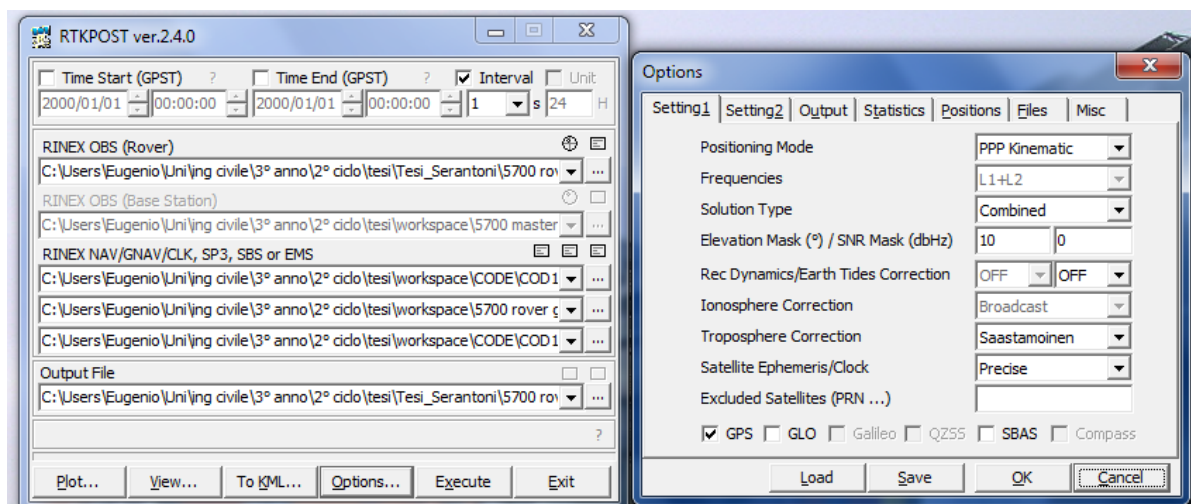 RTKPOST ver.2.4.0
Time Start (GPST) ? Time End (GPST) ? Interval Unit
2000/01/01 00:00:00 2000/01/01 00:00:00 1 s 24 H
RINEX OBS (Rover)
C:\Users\Eugenio\Uni\ing civile\3° anno\2° ciclo\tesi\Tesi_Serantoni\5700 rov ...
RINEX OBS (Base Station)
C:\Users\Eugenio\Uni\ing civile\3° anno\2° ciclo\tesi\workspace\5700 master ...
RINEX NAV/GNAV/CLK, SP3, SBS or EMS
C:\Users\Eugenio\Uni\ing civile\3° anno\2° ciclo\tesi\workspace\CODE\COD1 ...
C:\Users\Eugenio\Uni\ing civile\3° anno\2° ciclo\tesi\workspace\5700 rover g ...
C:\Users\Eugenio\Uni\ing civile\3° anno\2° ciclo\tesi\workspace\CODE\COD1 ...
Output File
C:\Users\Eugenio\Uni\ing civile\3° anno\2° ciclo\tesi\Tesi_Serantoni\5700 rov ...
?
Plot... View... To KML... Options... Execute Exit
Options
Setting1 Setting2 Output Statistics Positions Files Misc
Positioning Mode PPP Kinematic
Frequencies L1+L2
Solution Type Combined
Elevation Mask (°) / SNR Mask (dbHz) 10 0
Rec Dynamics/Earth Tides Correction OFF OFF
Ionosphere Correction Broadcast
Troposphere Correction Saastamoinen
Satellite Ephemeris/Clock Precise
Excluded Satellites (PRN ...)
GPS GLO Galileo QZSS SBAS Compass
Load Save OK Cancel